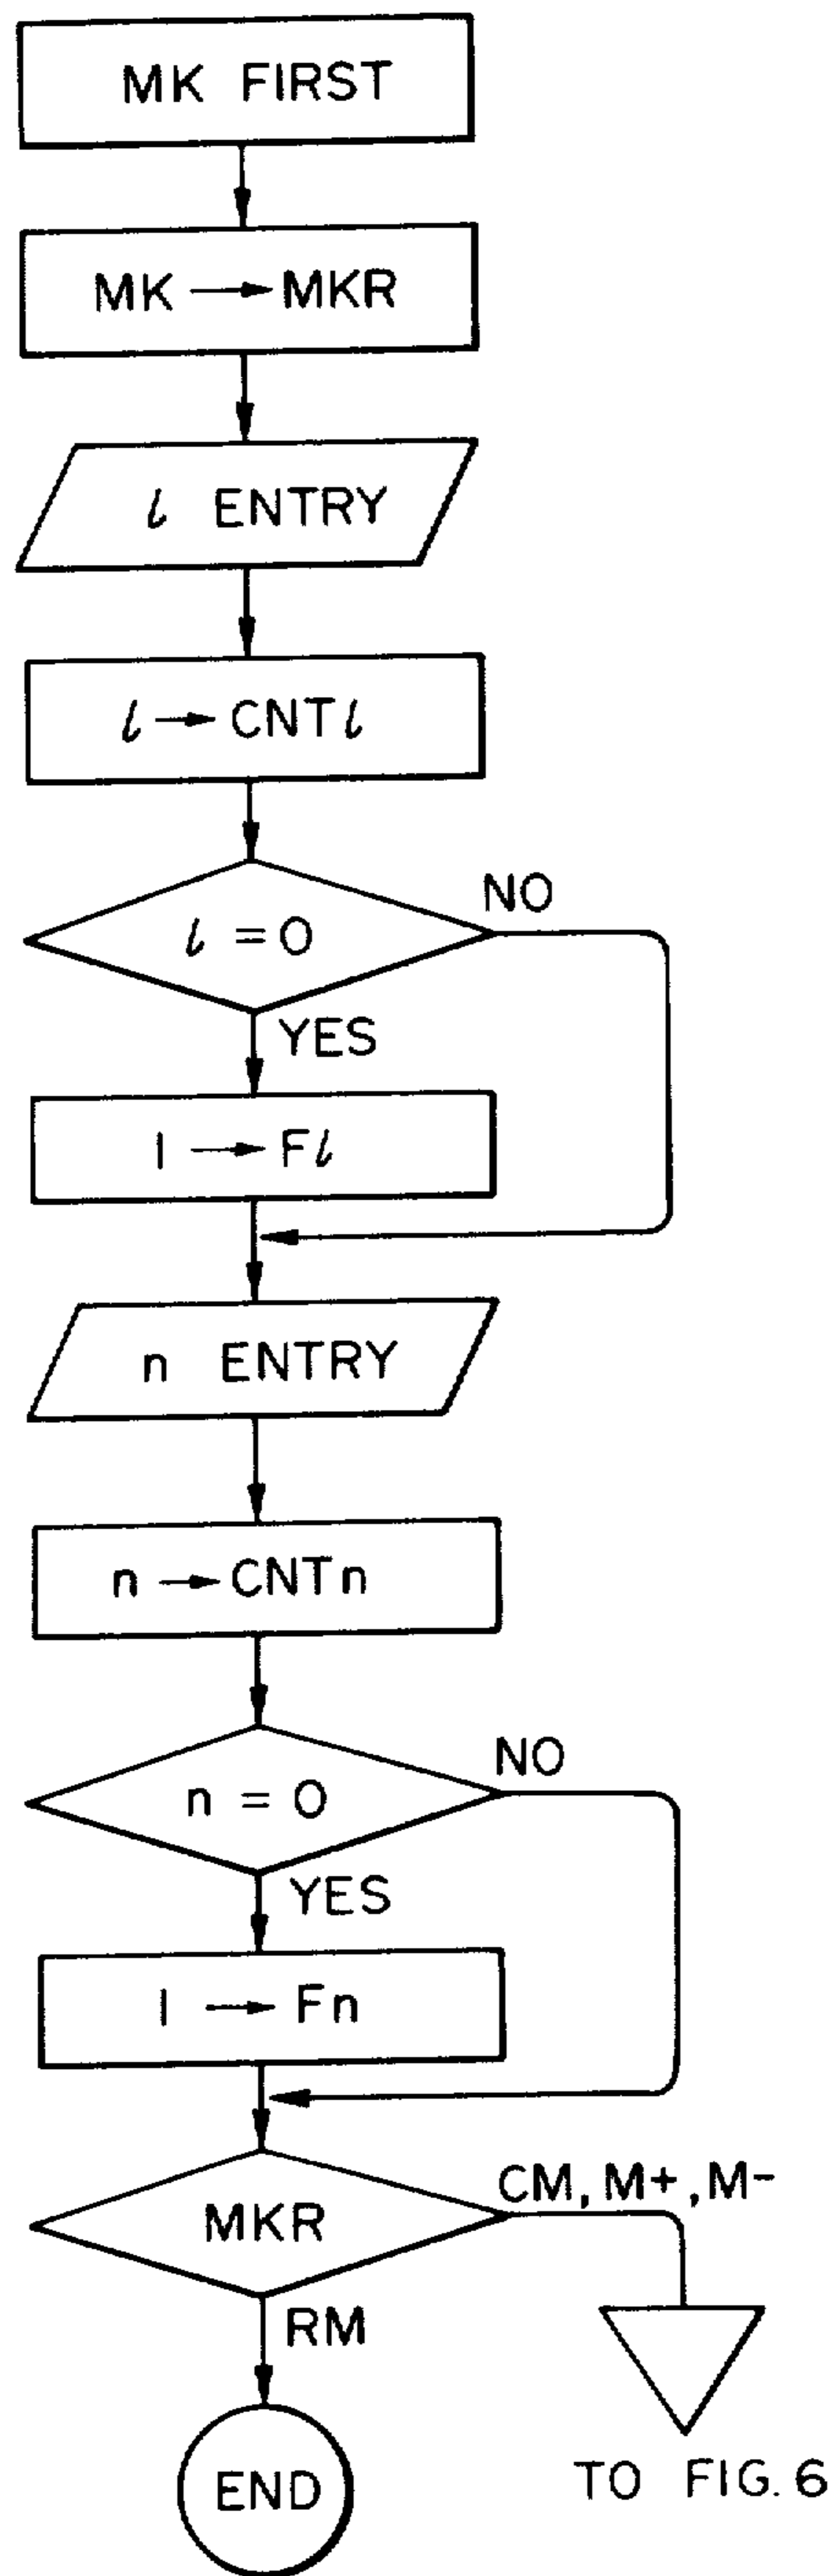 MK FIRST
MK → MKR
l ENTRY
l → CNTl
l = 0
NO
YES
1 → Fl
n ENTRY
n → CNTn
n = 0
NO
YES
1 → Fn
MKR
CM, M+, M-
RM
END
TO FIG. 6